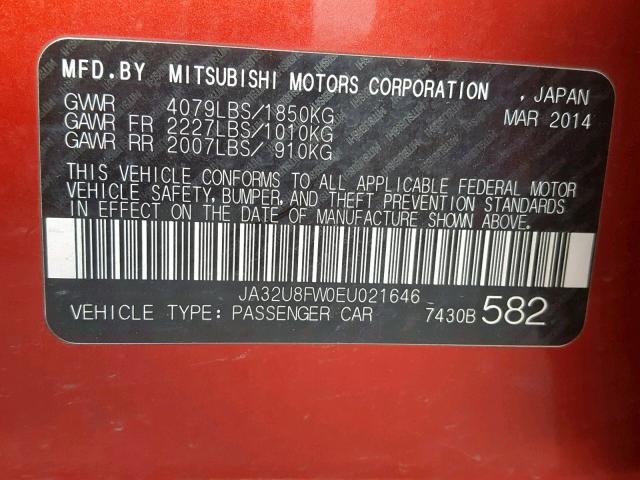 MFD.BY MITSUBISHI MOTORS CORPORATION , JAPAN
GVWR 4079LBS/1850KG MAR 2014
GAWR FR 2227LBS/1010KG
GAWR RR 2007LBS/ 910KG
THIS VEHICLE CONFORMS TO ALL APPLICABLE FEDERAL MOTOR
VEHICLE SAFETY, BUMPER, AND THEFT PREVENTION STANDARDS
IN EFFECT ON THE DATE OF MANUFACTURE SHOWN ABOVE.
JA32U8FW0EU021646
VEHICLE TYPE: PASSENGER CAR 7430B 582